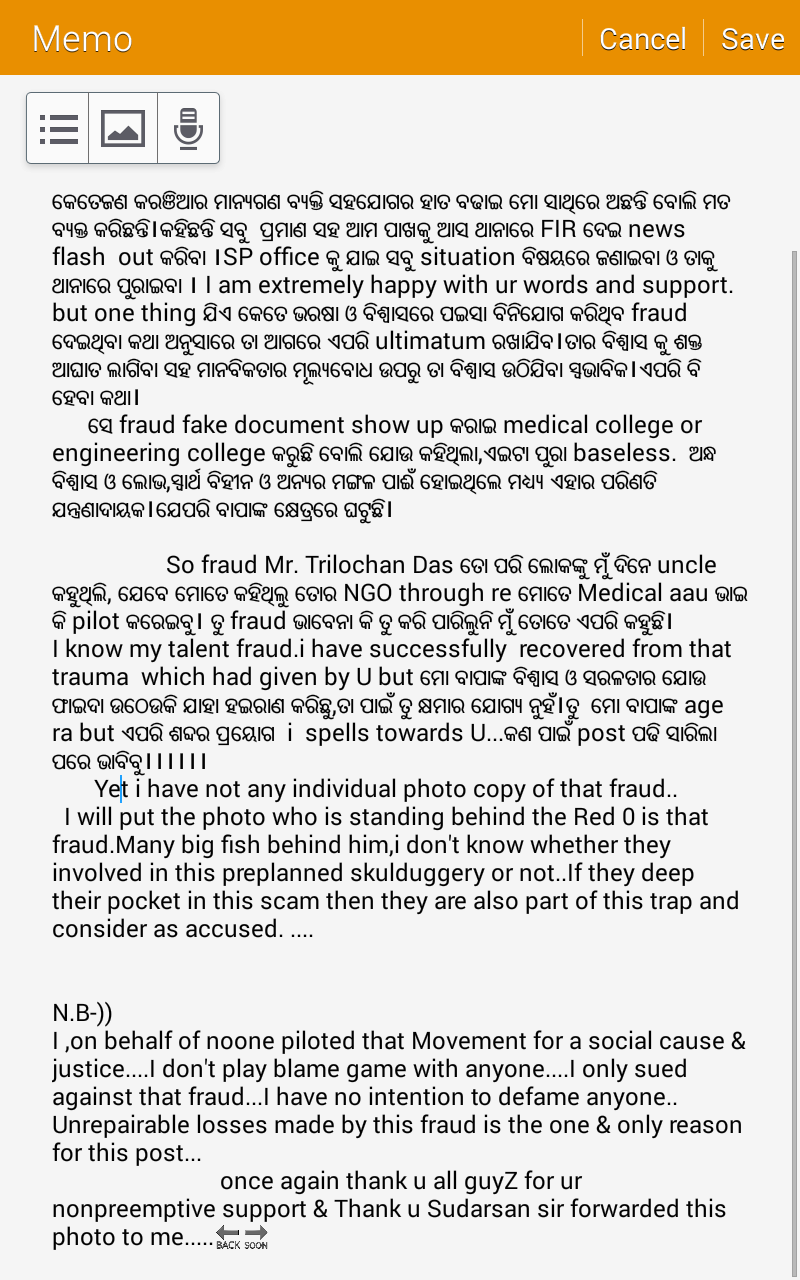 Memo
Cancel
Save
କେତେଜଣ କରଞ୍ଜିଆର ମାନ୍ୟଗଣ ବ୍ୟକ୍ତି ସହଯୋଗର ହାତ ବଢାଇ ମୋ ସାଥିରେ ଅଛନ୍ତି ବୋଲି ମତ
ବ୍ୟକ୍ତ କରିଛନ୍ତି।କହିଛନ୍ତି ସବୁ  ପ୍ରମାଣ ସହ ଆମ ପାଖକୁ ଆସ ଥାନାରେ FIR ଦେଇ news
flash  out କରିବା ।SP office କୁ ଯାଇ ସବୁ situation ବିଷୟରେ ଜଣାଇବା ଓ ତାକୁ
ଥାନାରେ ପୁରାଇବା । I am extremely happy with ur words and support.
but one thing ଯିଏ କେତେ ଭରଷା ଓ ବିଶ୍ୱାସରେ ପଇସା ବିନିଯୋଗ କରିଥିବ fraud
ଦେଇଥିବା କଥା ଅନୁସାରେ ତା ଆଗରେ ଏପରି ultimatum ରଖାଯିବ।ତାର ବିଶ୍ୱାସ କୁ ଶକ୍ତ
ଆଘାତ ଲାଗିବା ସହ ମାନବିକତାର ମୂଲ୍ୟବୋଧ ଉପରୁ ତା ବିଶ୍ୱାସ ଉଠିଯିବା ସ୍ୱଭାବିକ।ଏପରି ବି
ହେବା କଥା।
ସେ fraud fake document show up କରାଇ medical college or
engineering college କରୁଛି ବୋଲି ଯୋଉ କହିଥିଲା,ଏଇଟା ପୁରା baseless.  ଅନ୍ଧ
ବିଶ୍ୱାସ ଓ ଲୋଭ,ସ୍ୱାର୍ଥ ବିହୀନ ଓ ଅନ୍ୟର ମଙ୍ଗଳ ପାଈଁ ହୋଇଥିଲେ ମଧ୍ୟ ଏହାର ପରିଣତି
ଯନ୍ତ୍ରଣାଦାୟକ।ଯେପରି ବାପାଙ୍କ କ୍ଷେତ୍ରରେ ଘଟୁଛି।
So fraud Mr. Trilochan Das ତୋ ପରି ଲୋକଙ୍କୁ ମୁଁ ଦିନେ uncle
କହୁଥିଲି, ଯେବେ ମୋତେ କହିଥିଲୁ ତୋର NGO through re ମୋତେ Medical aau ଭାଇ
କି pilot କରେଇବୁ। ତୁ fraud ଭାବେନା କି ତୁ କରି ପାରିଲୁନି ମୁଁ ତୋତେ ଏପରି କହୁଛି।
I know my talent fraud.i have successfully  recovered from that
trauma  which had given by U but ମୋ ବାପାଙ୍କ ବିଶ୍ୱାସ ଓ ସରଳତାର ଯୋଉ
ଫାଇଦା ଉଠେଉକି ଯାହା ହଇରାଣ କରିଛୁ,ତା ପାଇଁ ତୁ କ୍ଷମାର ଯୋଗ୍ୟ ନୁହଁ।ତୁ  ମୋ ବାପାଙ୍କ age
ra but ଏପରି ଶବ୍ଦର ପ୍ରୟୋଗ  i  spells towards U...କଣ ପାଇଁ post ପଢି ସାରିଲା
ପରେ ଭାବିବୁ।।।।।।
Yet i have not any individual photo copy of that fraud..
I will put the photo who is standing behind the Red 0 is that
fraud.Many big fish behind him,i don't know whether they
involved in this preplanned skulduggery or not..If they deep
their pocket in this scam then they are also part of this trap and
consider as accused. ....
N.B-))
I ,on behalf of noone piloted that Movement for a social cause &
justice....I don't play blame game with anyone....I only sued
against that fraud...I have no intention to defame anyone..
Unrepairable losses made by this fraud is the one & only reason
for this post...
once again thank u all guyZ for ur
nonpreemptive support & Thank u Sudarsan sir forwarded this
photo to me.....BACK SOON